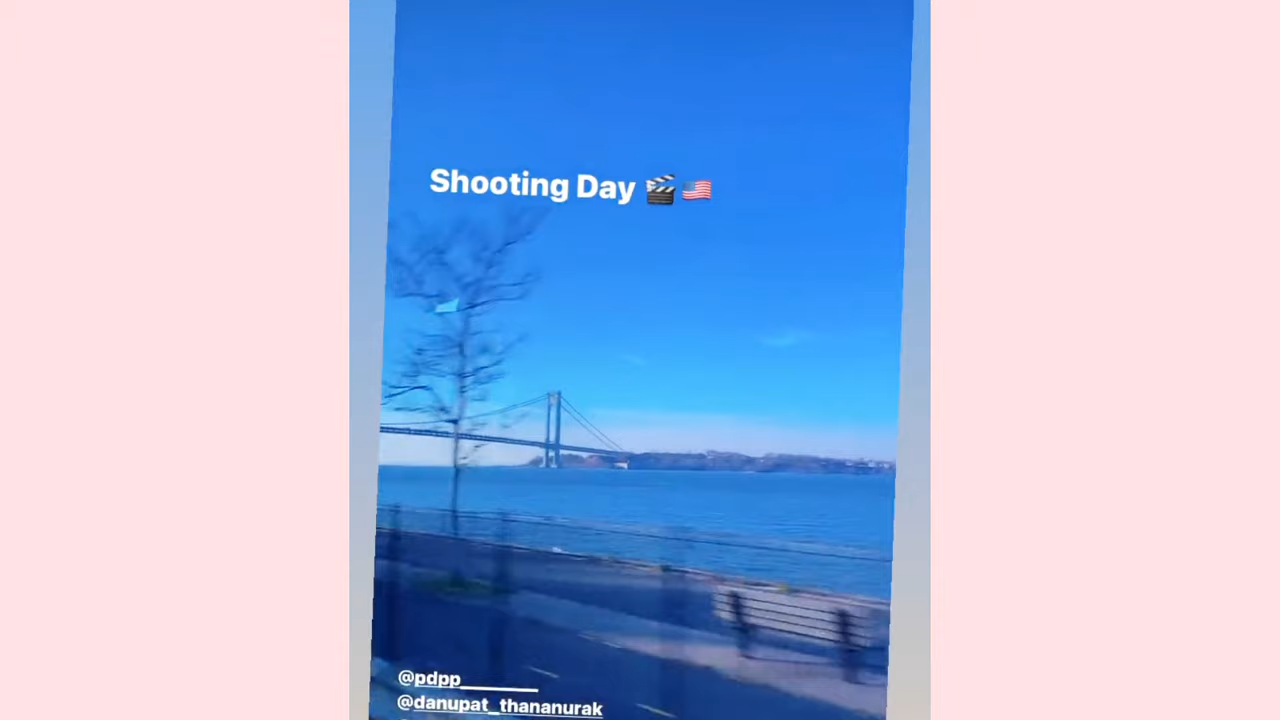 Shooting Day 🎬🇺🇸
@pdpp________
@danupat_thananurak